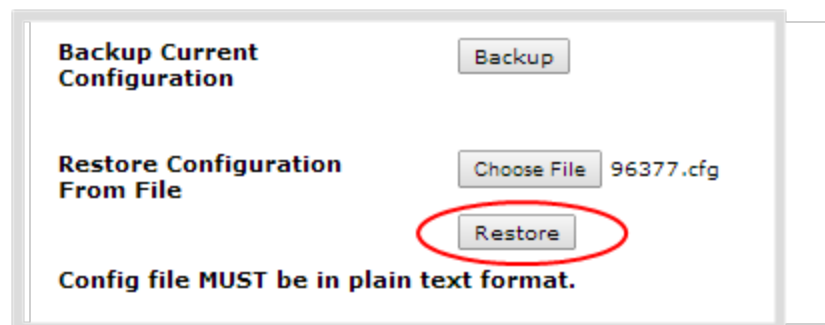 Backup Current
Configuration
Backup
Restore Configuration
From File
Choose File 96377.cfg
Restore
Config file MUST be in plain text format.